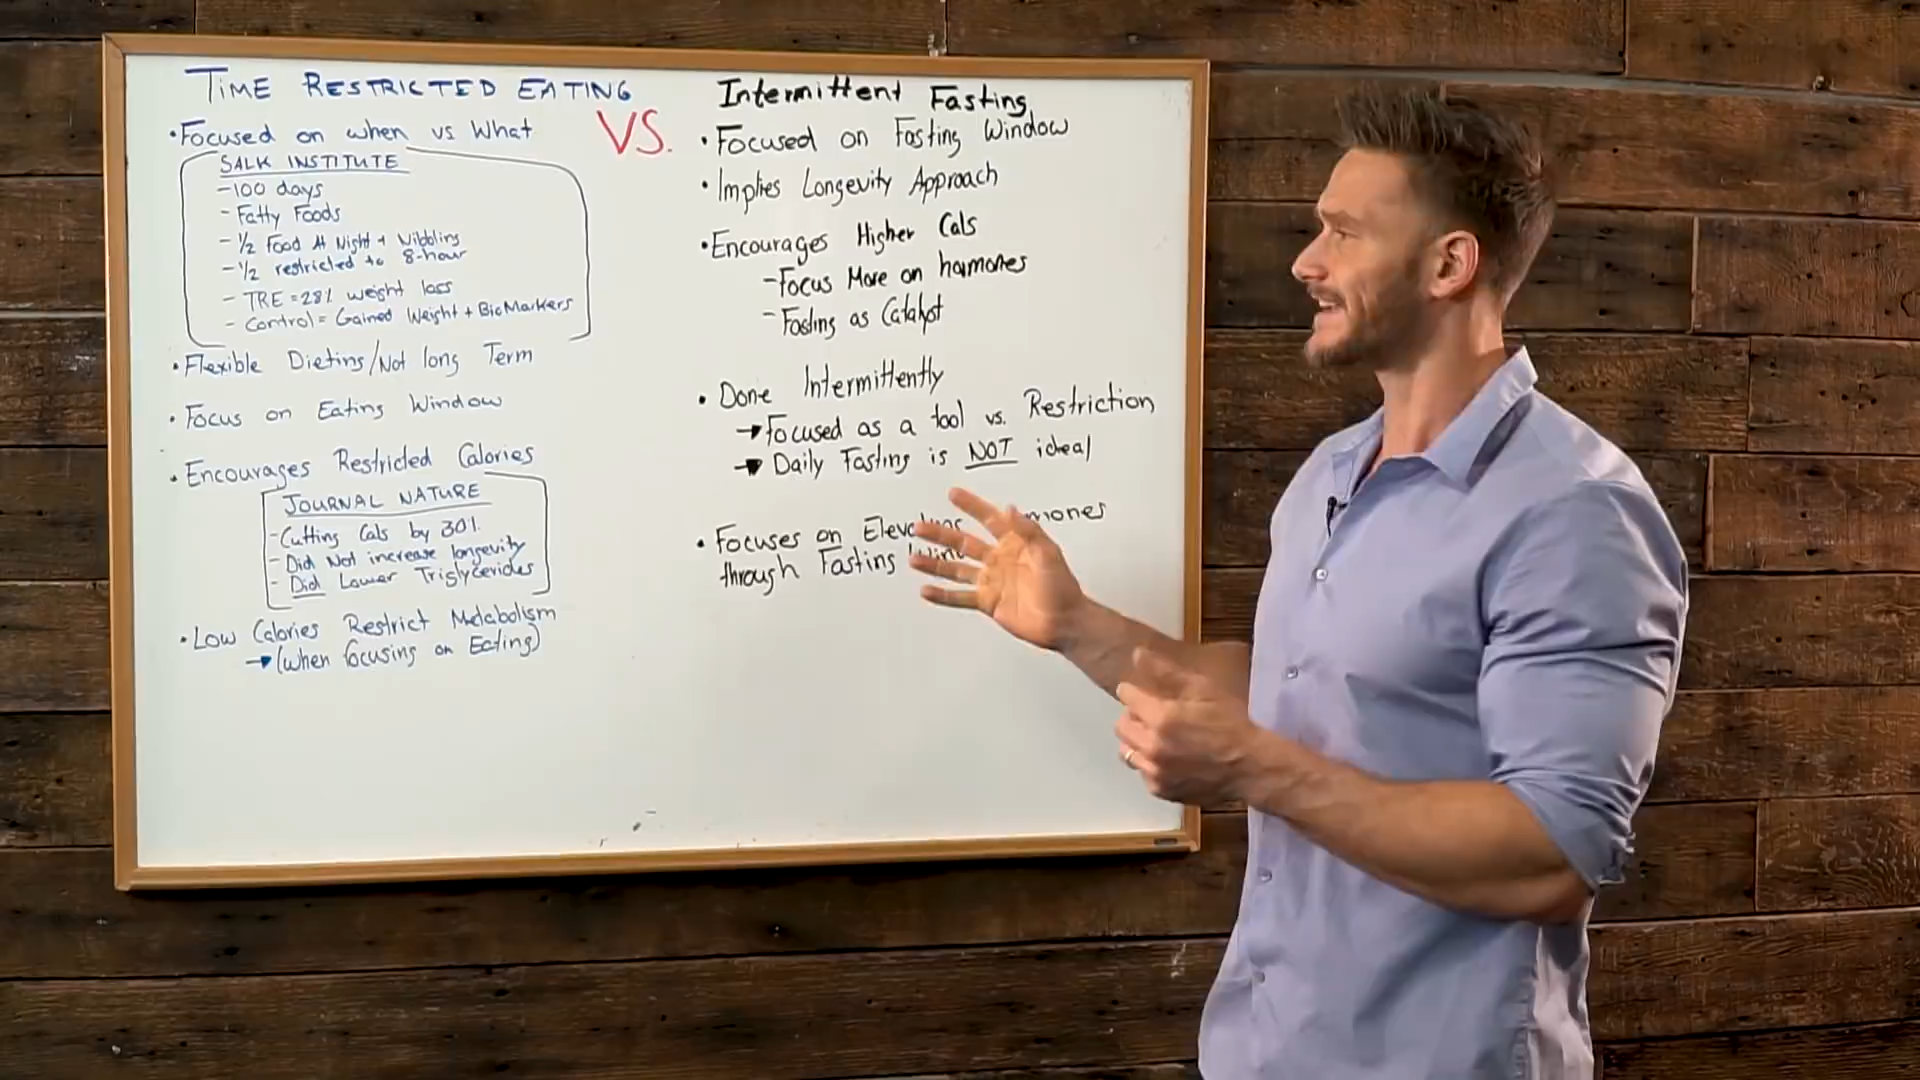 TIME RESTRICTED EATING
• Focused on when vs What
SALK INSTITUTE
- 100 days
- Fatty Foods
- 1/2 Food At Night + Nibbling
- 1/2 restricted to 8-hour
- TRE = 28% weight loss
- Control = Gained Weight + BioMarkers
• Flexible Dieting/Not long Term
• Focus on Eating Window
• Encourages Restricted Calories
JOURNAL NATURE
- Cutting Cals by 30%
- Did Not increase longevity
- Did Lower Triglycerides
• Low Calories Restrict Metabolism
→ (when focusing on Eating)
VS.
Intermittent Fasting
• Focused on Fasting Window
• Implies Longevity Approach
• Encourages Higher Cals
- Focus More on hormones
- Fasting as Catalyst
• Done Intermittently
→ Focused as a tool vs. Restriction
→ Daily Fasting is NOT ideal
• Focuses on
through Fasting